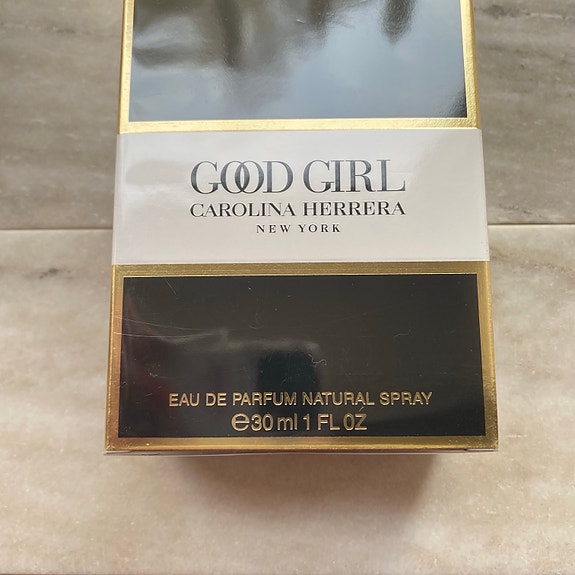 GOOD GIRL
CAROLINA HERRERA
NEW YORK
EAU DE PARFUM NATURAL SPRAY
℮30 ml 1 FL OZ